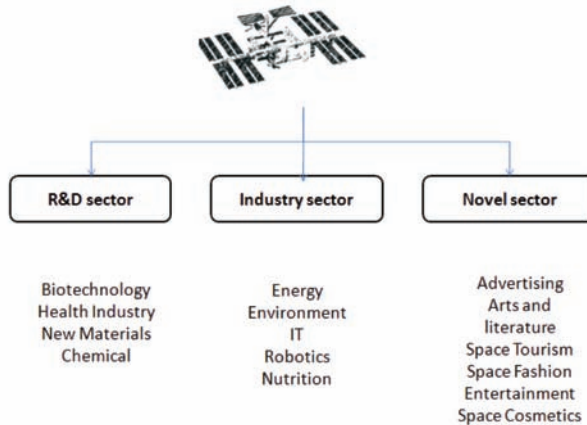 R&D sector
Industry sector
Novel sector
Biotechnology
Health Industry
New Materials
Chemical
Energy
Environment
IT
Robotics
Nutrition
Advertising
Arts and
literature
Space Tourism
Space Fashion
Entertainment
Space Cosmetics